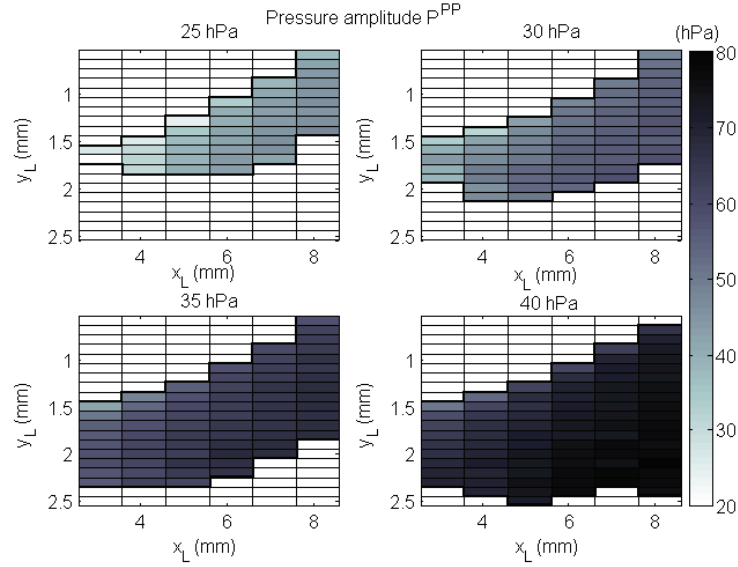 Pressure amplitude P^PP
25 hPa
30 hPa
(hPa)
1
1.5
2
2.5
y_L (mm)
4 6 8
x_L (mm)
1
1.5
2
2.5
y_L (mm)
4 6 8
x_L (mm)
35 hPa
40 hPa
1
1.5
2
2.5
y_L (mm)
4 6 8
x_L (mm)
1
1.5
2
2.5
y_L (mm)
4 6 8
x_L (mm)
80
70
60
50
40
30
20